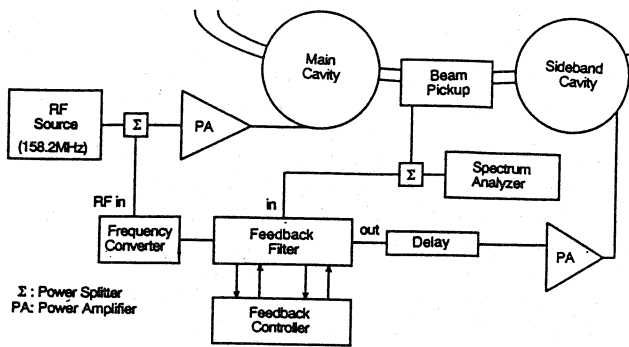 Main
Cavity
Beam
Pickup
Sideband
Cavity
RF
Source
(158.2MHz)
Σ
PA
Σ
Spectrum
Analyzer
RF in
in
Frequency
Converter
Feedback
Filter
out
Delay
PA
Σ : Power Splitter
PA: Power Amplifier
Feedback
Controller